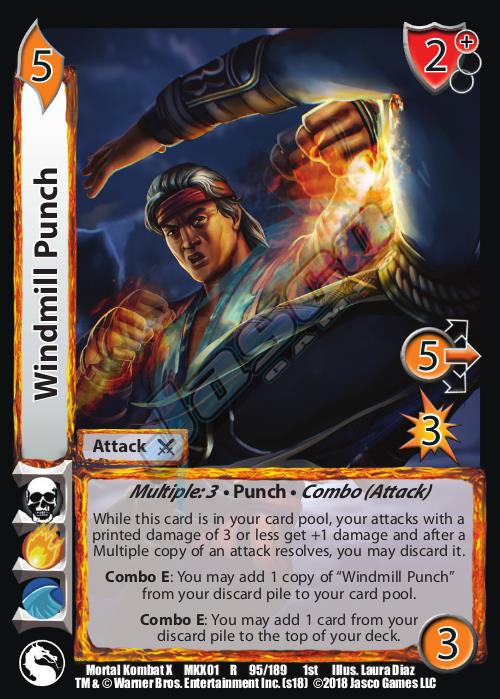 5
2
+
Windmill Punch
Jasco
GAMES
5
3
Attack
Multiple: 3 • Punch • Combo (Attack)
While this card is in your card pool, your attacks with a
printed damage of 3 or less get +1 damage and after a
Multiple copy of an attack resolves, you may discard it.
Combo E: You may add 1 copy of “Windmill Punch”
from your discard pile to your card pool.
Combo E: You may add 1 card from your
discard pile to the top of your deck.
3
Mortal Kombat X MKX01 R 95/189 1st Illus. Laura Diaz
TM & © Warner Bros. Entertainment Inc. (s18) ©2018 Jasco Games LLC